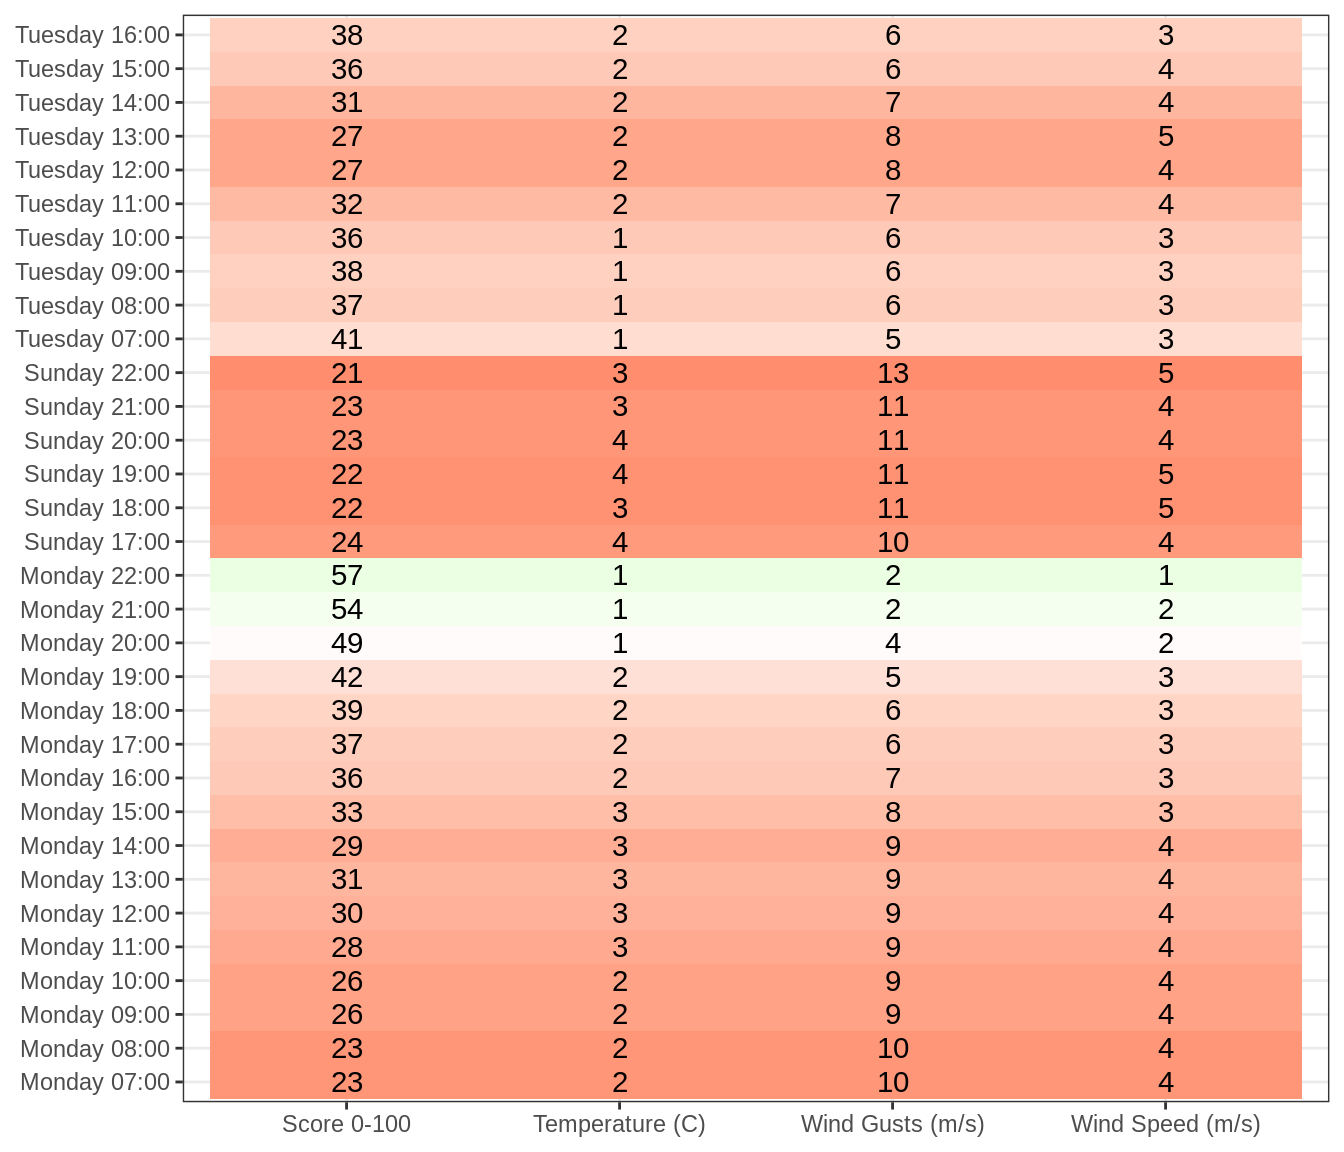 Tuesday 16:00 38 2 6 3
Tuesday 15:00 36 2 6 4
Tuesday 14:00 31 2 7 4
Tuesday 13:00 27 2 8 5
Tuesday 12:00 27 2 8 4
Tuesday 11:00 32 2 7 4
Tuesday 10:00 36 1 6 3
Tuesday 09:00 38 1 6 3
Tuesday 08:00 37 1 6 3
Tuesday 07:00 41 1 5 3
Sunday 22:00 21 3 13 5
Sunday 21:00 23 3 11 4
Sunday 20:00 23 4 11 4
Sunday 19:00 22 4 11 5
Sunday 18:00 22 3 11 5
Sunday 17:00 24 4 10 4
Monday 22:00 57 1 2 1
Monday 21:00 54 1 2 2
Monday 20:00 49 1 4 2
Monday 19:00 42 2 5 3
Monday 18:00 39 2 6 3
Monday 17:00 37 2 6 3
Monday 16:00 36 2 7 3
Monday 15:00 33 3 8 3
Monday 14:00 29 3 9 4
Monday 13:00 31 3 9 4
Monday 12:00 30 3 9 4
Monday 11:00 28 3 9 4
Monday 10:00 26 2 9 4
Monday 09:00 26 2 9 4
Monday 08:00 23 2 10 4
Monday 07:00 23 2 10 4
Score 0-100 Temperature (C) Wind Gusts (m/s) Wind Speed (m/s)